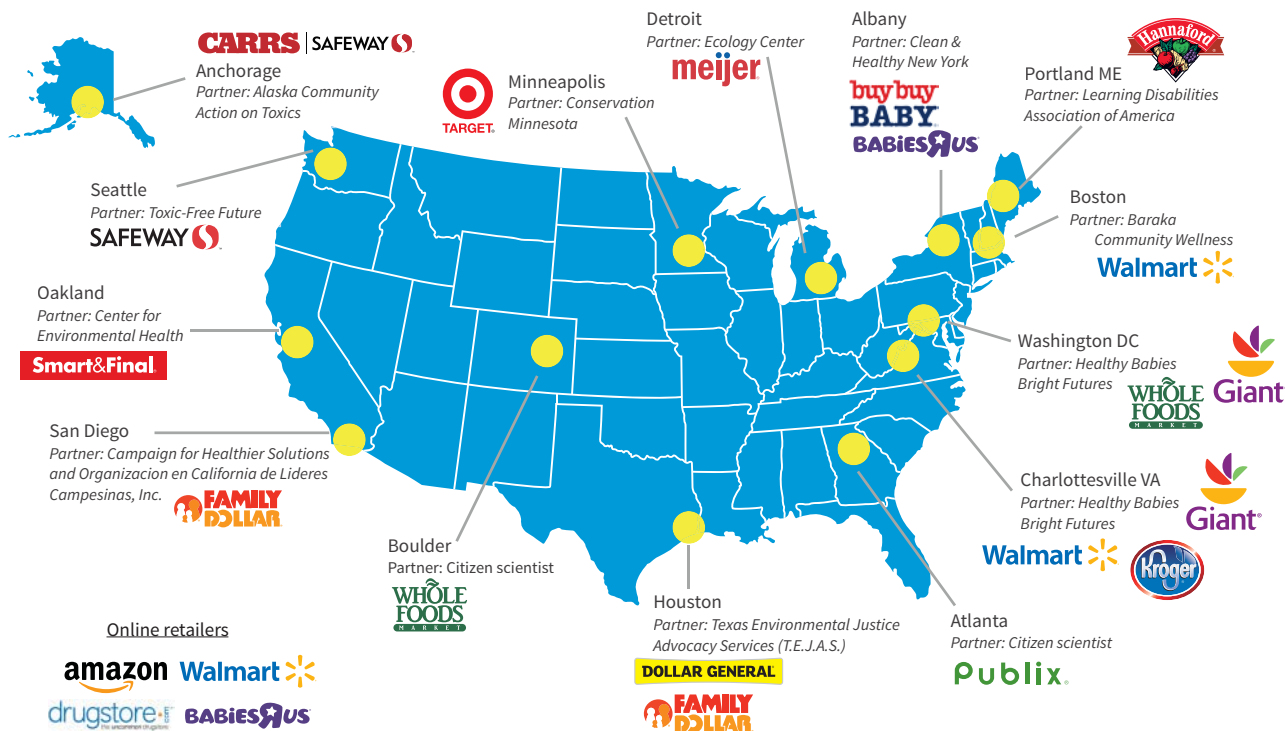 CARRS | SAFEWAY
Anchorage
Partner: Alaska Community
Action on Toxics
TARGET
Minneapolis
Partner: Conservation
Minnesota
Detroit
Partner: Ecology Center
meijer
Albany
Partner: Clean &
Healthy New York
buybuy
BABY
BABIESRUS
Hannaford
Portland ME
Partner: Learning Disabilities
Association of America
Seattle
Partner: Toxic-Free Future
SAFEWAY
Boston
Partner: Baraka
Community Wellness
Walmart
Oakland
Partner: Center for
Environmental Health
Smart&Final
Washington DC
Partner: Healthy Babies
Bright Futures
WHOLE
FOODS
MARKET
Giant
San Diego
Partner: Campaign for Healthier Solutions
and Organizacion en California de Lideres
Campesinas, Inc.
FAMILY
DOLLAR
Charlottesville VA
Partner: Healthy Babies
Bright Futures
Giant®
Walmart
Kroger
Boulder
Partner: Citizen scientist
WHOLE
FOODS
MARKET
Houston
Partner: Texas Environmental Justice
Advocacy Services (T.E.J.A.S.)
DOLLAR GENERAL
FAMILY
DOLLAR
Atlanta
Partner: Citizen scientist
Publix
Online retailers
amazon Walmart
drugstore
the uncommon drugstore
BABIESRUS